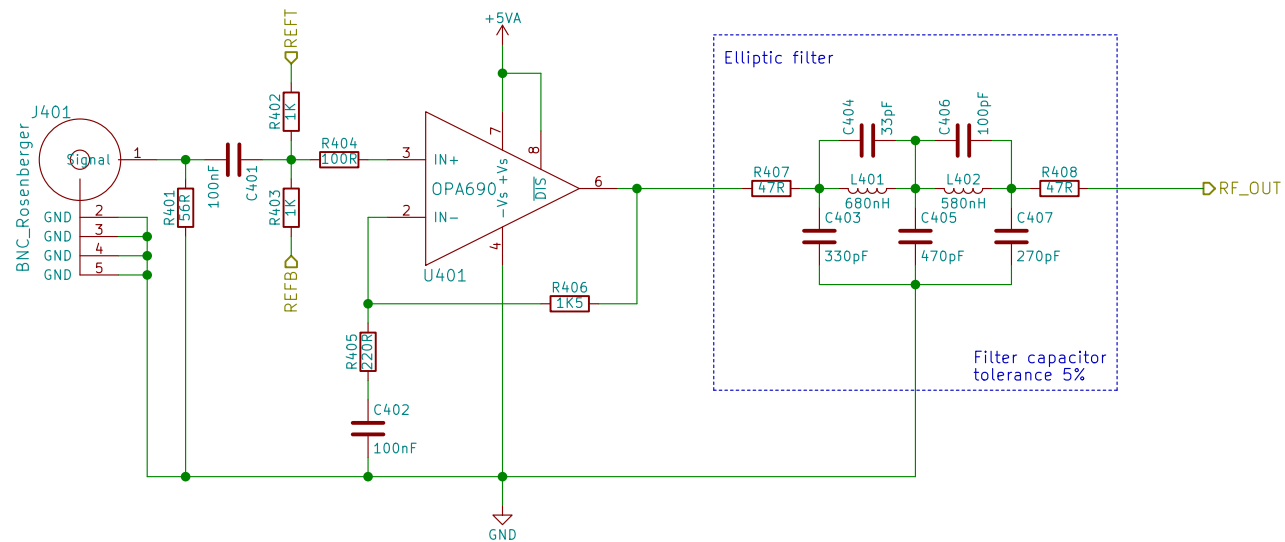 +5VA
REFT
Elliptic filter
J401
BNC_Rosenberger
Signal
1
R402
1K
R404
100R
3
IN+
OPA690
7
+Vs
-Vs
8
DIS
6
C404
33pF
C406
100pF
R407
47R
L401
680nH
L402
580nH
R408
47R
RF_OUT
R401
56R
100nF
C401
R403
1K
2
IN-
4
U401
GND 2
GND 3
GND 4
GND 5
REFB
C403
330pF
C405
470pF
C407
270pF
R406
1K5
R405
220R
C402
100nF
Filter capacitor
tolerance 5%
GND